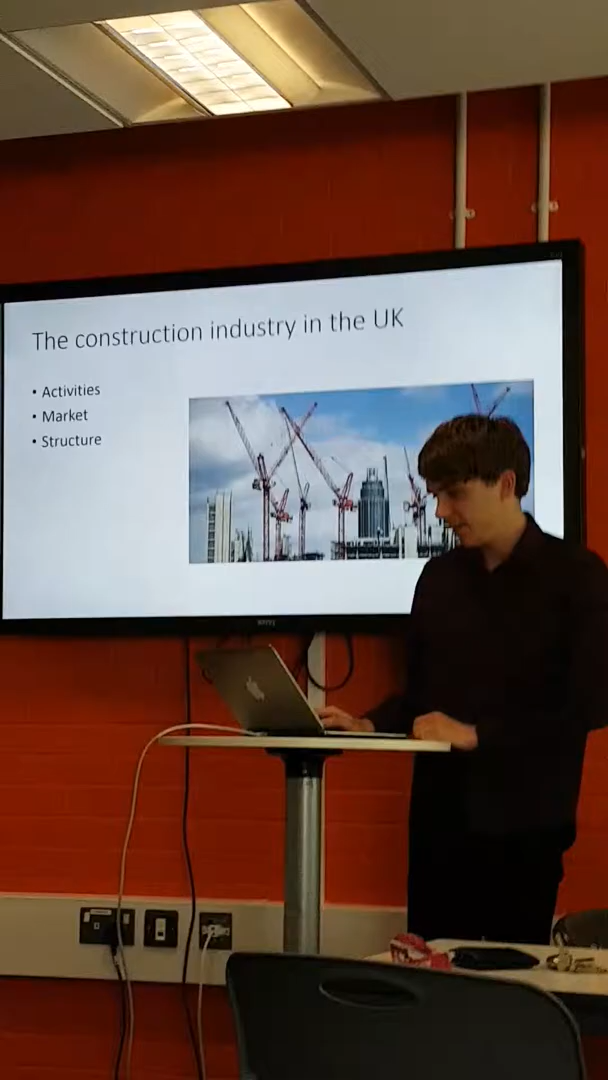 The construction industry in the UK
• Activities
• Market
• Structure